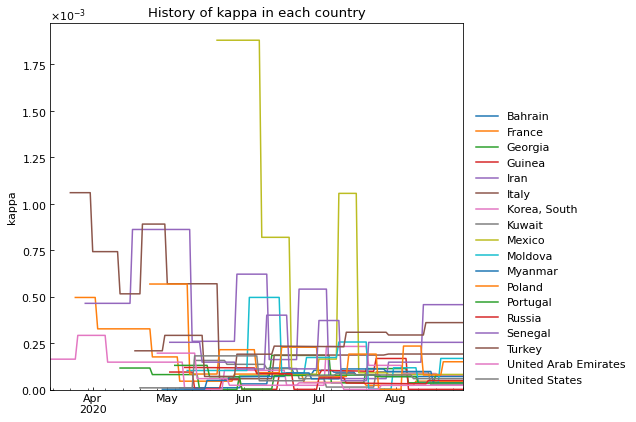 History of kappa in each country
×10⁻³
1.75
1.50
1.25
1.00
0.75
0.50
0.25
0.00
kappa
Apr
2020
May
Jun
Jul
Aug
Bahrain
France
Georgia
Guinea
Iran
Italy
Korea, South
Kuwait
Mexico
Moldova
Myanmar
Poland
Portugal
Russia
Senegal
Turkey
United Arab Emirates
United States